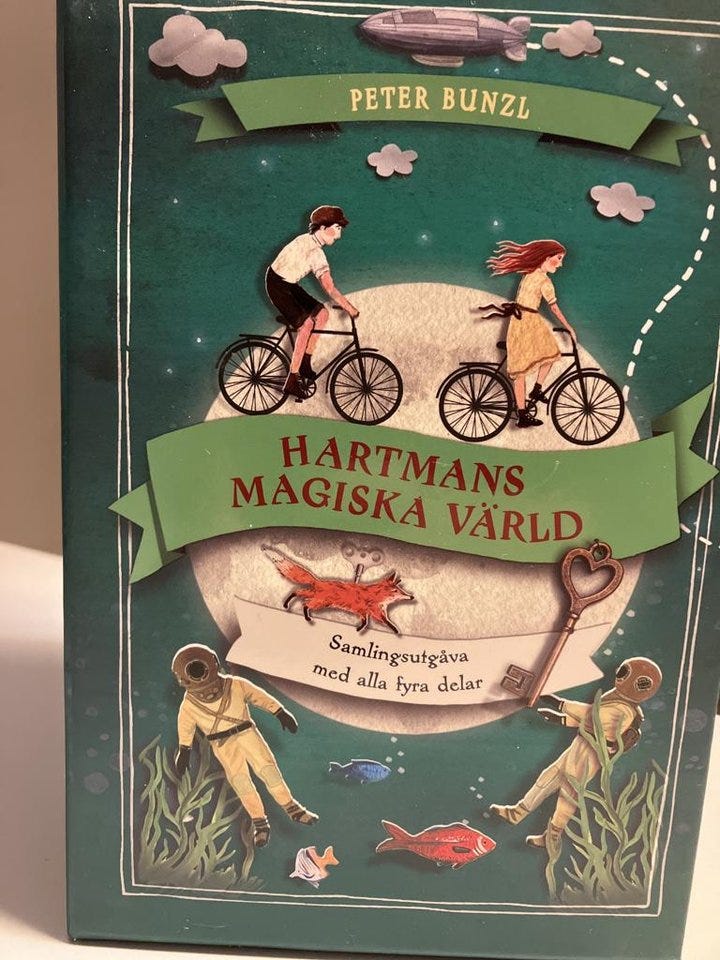 PETER BUNZL
HARTMANS
MAGISKA VÄRLD
Samlingsutgåva
med alla fyra delar